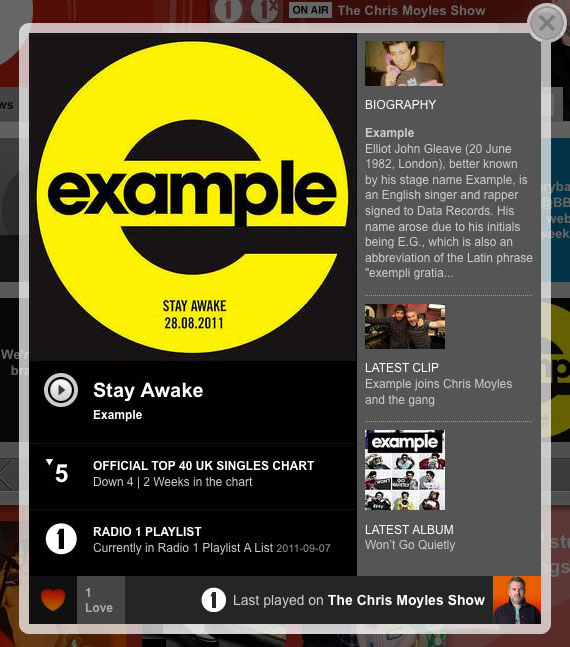 ON AIR The Chris Moyles Show
example
STAY AWAKE
28.08.2011
Stay Awake
Example
5
OFFICIAL TOP 40 UK SINGLES CHART
Down 4 | 2 Weeks in the chart
1
RADIO 1 PLAYLIST
Currently in Radio 1 Playlist A List 2011-09-07
BIOGRAPHY
Example
Elliot John Gleave (20 June
1982, London), better known
by his stage name Example, is
an English singer and rapper
signed to Data Records. His
name arose due to his initials
being E.G., which is also an
abbreviation of the Latin phrase
"exempli gratia...
LATEST CLIP
Example joins Chris Moyles
and the gang
example
WON'T GO QUIETLY
LATEST ALBUM
Won't Go Quietly
1
Love
1 Last played on The Chris Moyles Show